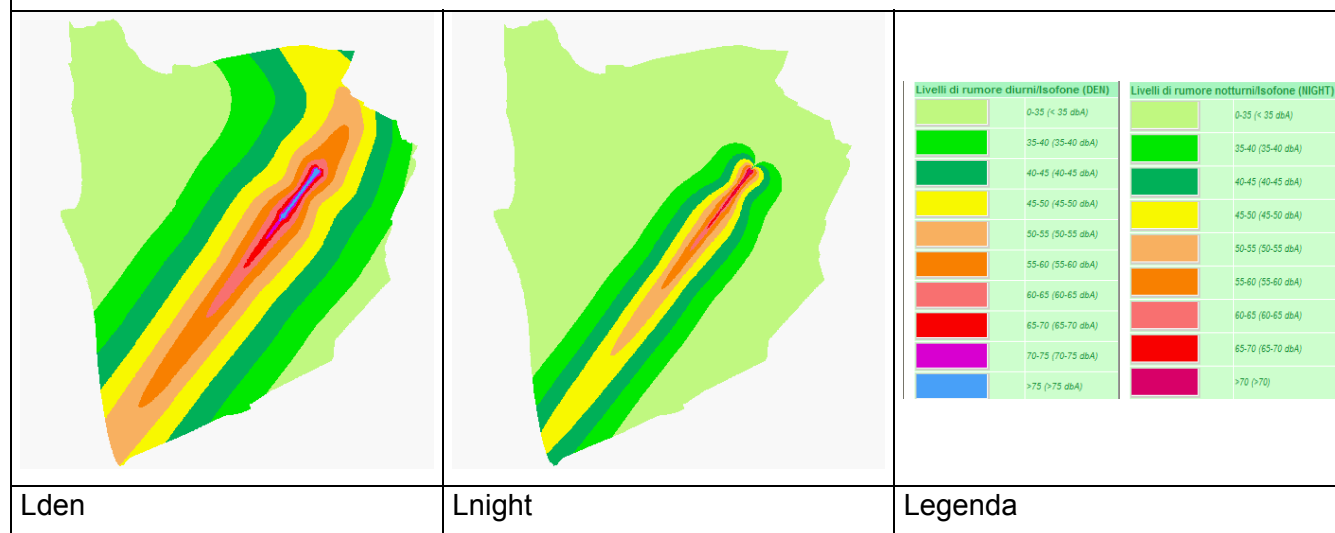 Livelli di rumore diurni/Isofone (DEN)
0-35 (< 35 dbA)
35-40 (35-40 dbA)
40-45 (40-45 dbA)
45-50 (45-50 dbA)
50-55 (50-55 dbA)
55-60 (55-60 dbA)
60-65 (60-65 dbA)
65-70 (65-70 dbA)
70-75 (70-75 dbA)
>75 (>75 dbA)
Livelli di rumore notturni/Isofone (NIGHT)
0-35 (< 35 dbA)
35-40 (35-40 dbA)
40-45 (40-45 dbA)
45-50 (45-50 dbA)
50-55 (50-55 dbA)
55-60 (55-60 dbA)
60-65 (60-65 dbA)
65-70 (65-70 dbA)
>70 (>70)
Lden
Lnight
Legenda